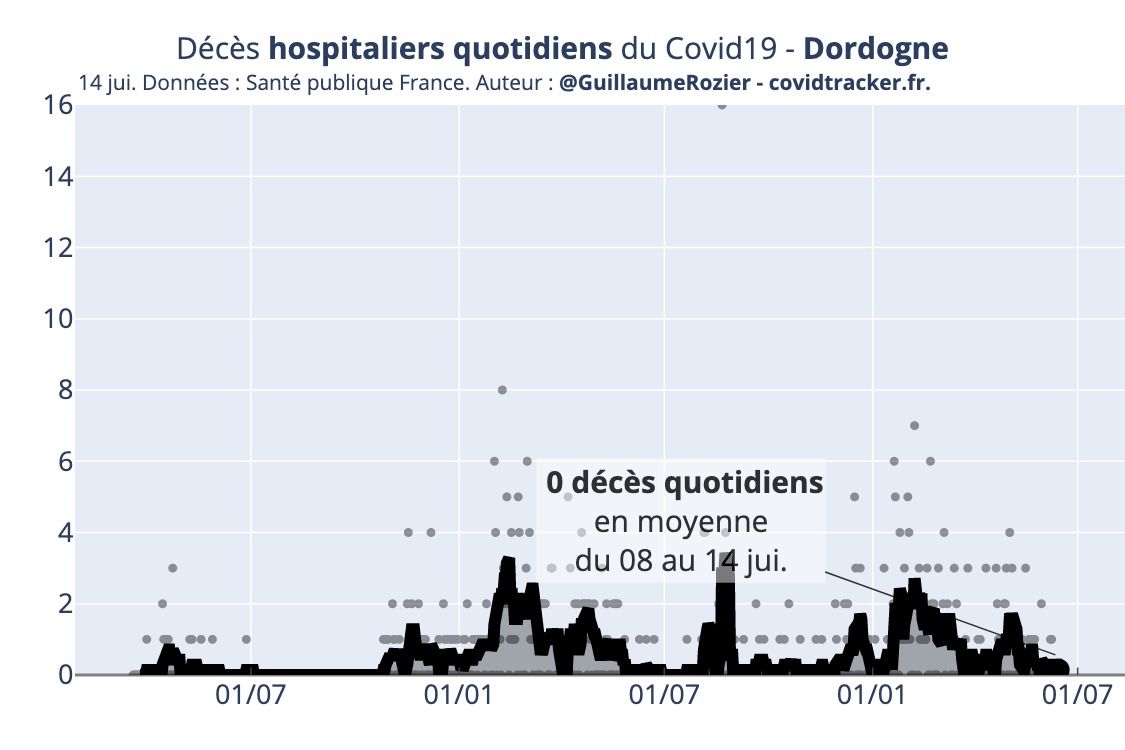 Décès hospitaliers quotidiens du Covid19 - Dordogne
14 jui. Données : Santé publique France. Auteur : @GuillaumeRozier - covidtracker.fr.
16
14
12
10
8
6
4
2
0
0 décès quotidiens
en moyenne
du 08 au 14 jui.
01/07
01/01
01/07
01/01
01/07